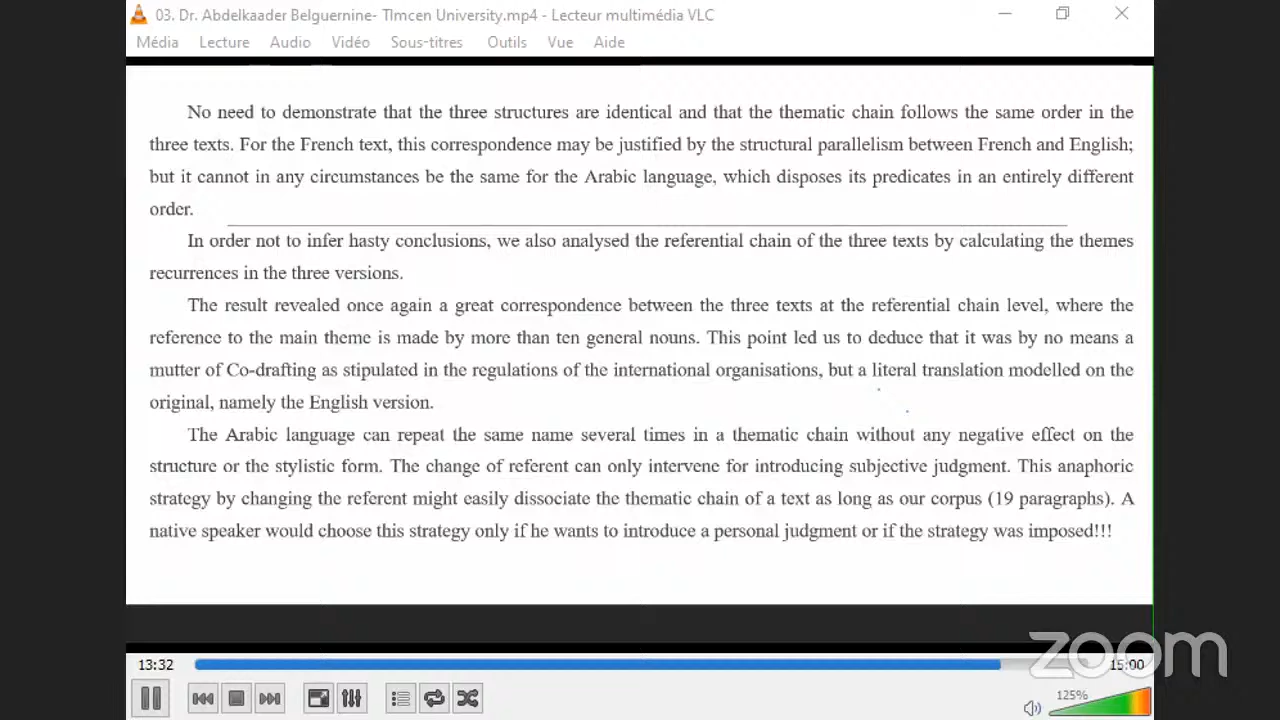 03. Dr. Abdelkaader Belguernine- Tlmcen University.mp4 - Lecteur multimédia VLC
Média Lecture Audio Vidéo Sous-titres Outils Vue Aide
No need to demonstrate that the three structures are identical and that the thematic chain follows the same order in the
three texts. For the French text, this correspondence may be justified by the structural parallelism between French and English;
but it cannot in any circumstances be the same for the Arabic language, which disposes its predicates in an entirely different
order.
In order not to infer hasty conclusions, we also analysed the referential chain of the three texts by calculating the themes
recurrences in the three versions.
The result revealed once again a great correspondence between the three texts at the referential chain level, where the
reference to the main theme is made by more than ten general nouns. This point led us to deduce that it was by no means a
mutter of Co-drafting as stipulated in the regulations of the international organisations, but a literal translation modelled on the
original, namely the English version.
The Arabic language can repeat the same name several times in a thematic chain without any negative effect on the
structure or the stylistic form. The change of referent can only intervene for introducing subjective judgment. This anaphoric
strategy by changing the referent might easily dissociate the thematic chain of a text as long as our corpus (19 paragraphs). A
native speaker would choose this strategy only if he wants to introduce a personal judgment or if the strategy was imposed!!!
zoom
13:32 15:00
125%